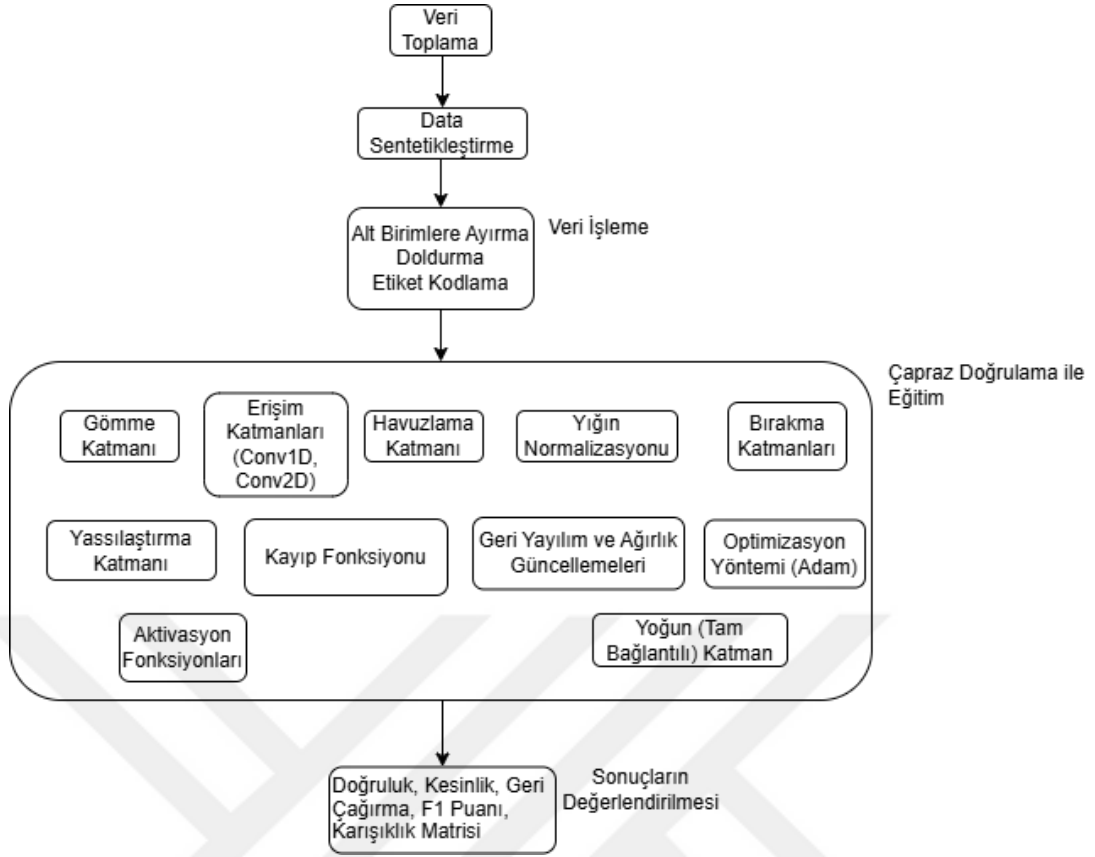 Veri
Toplama
Data
Sentetikleştirme
Alt Birimlere Ayırma
Doldurma
Etiket Kodlama
Veri İşleme
Çapraz Doğrulama ile
Eğitim
Gömme
Katmanı
Erişim
Katmanları
(Conv1D,
Conv2D)
Havuzlama
Katmanı
Yığın
Normalizasyonu
Bırakma
Katmanları
Yassılaştırma
Katmanı
Kayıp Fonksiyonu
Geri Yayılım ve Ağırlık
Güncellemeleri
Optimizasyon
Yöntemi (Adam)
Aktivasyon
Fonksiyonları
Yoğun (Tam
Bağlantılı) Katman
Doğruluk, Kesinlik, Geri
Çağırma, F1 Puanı,
Karışıklık Matrisi
Sonuçların
Değerlendirilmesi